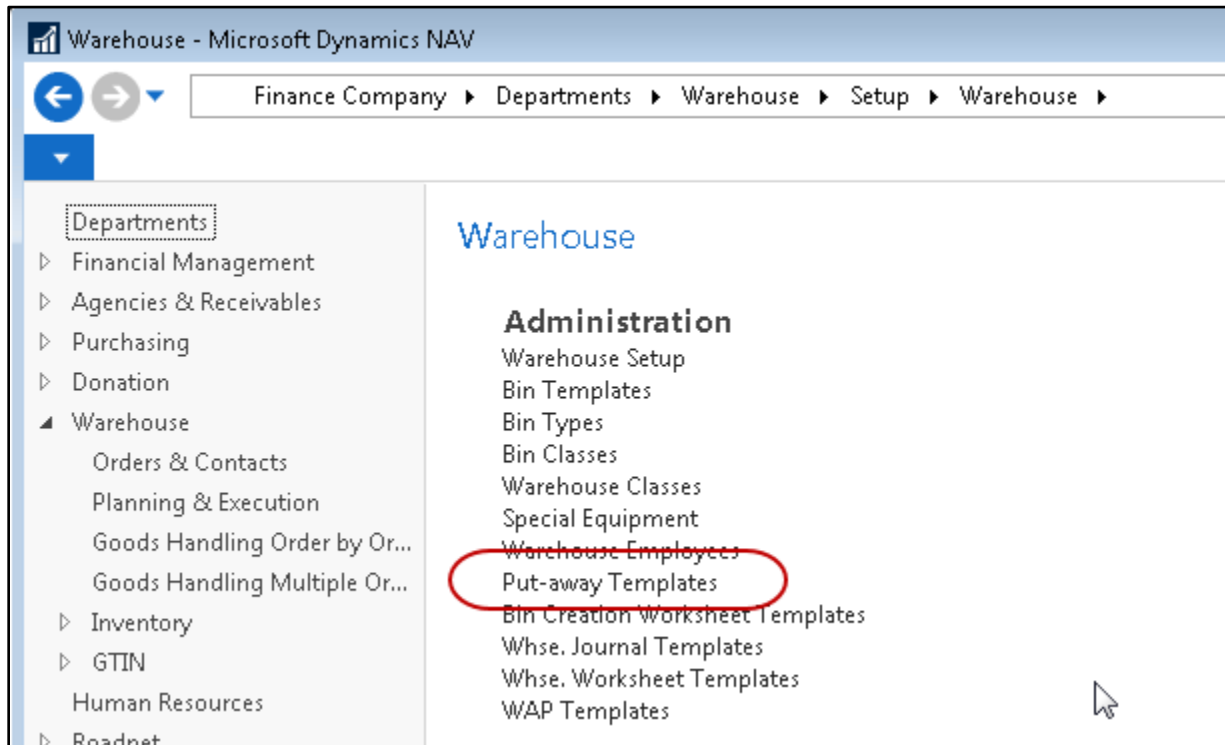 Warehouse - Microsoft Dynamics NAV
Finance Company ▸ Departments ▸ Warehouse ▸ Setup ▸ Warehouse ▸
Departments
Financial Management
Agencies & Receivables
Purchasing
Donation
Warehouse
Orders & Contacts
Planning & Execution
Goods Handling Order by Or...
Goods Handling Multiple Or...
Inventory
GTIN
Human Resources
Roadnet
Warehouse
Administration
Warehouse Setup
Bin Templates
Bin Types
Bin Classes
Warehouse Classes
Special Equipment
Warehouse Employees
Put-away Templates
Bin Creation Worksheet Templates
Whse. Journal Templates
Whse. Worksheet Templates
WAP Templates